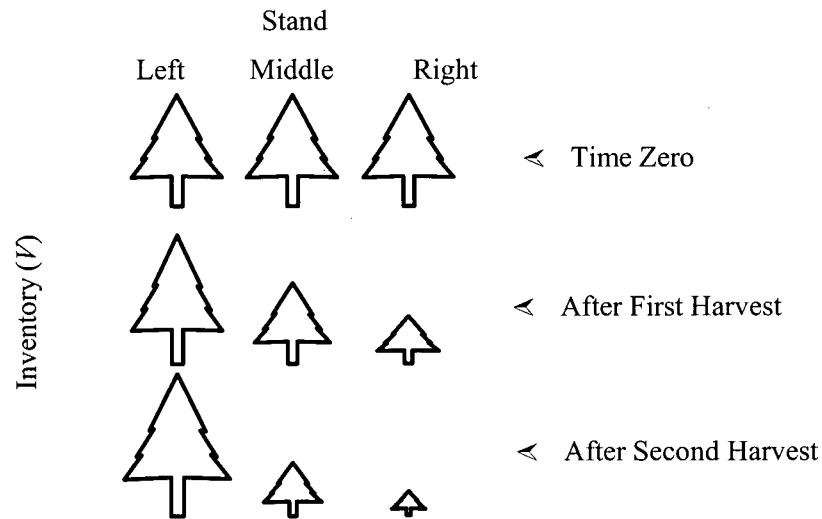 Stand
Left Middle Right
< Time Zero
Inventory (V)
< After First Harvest
< After Second Harvest